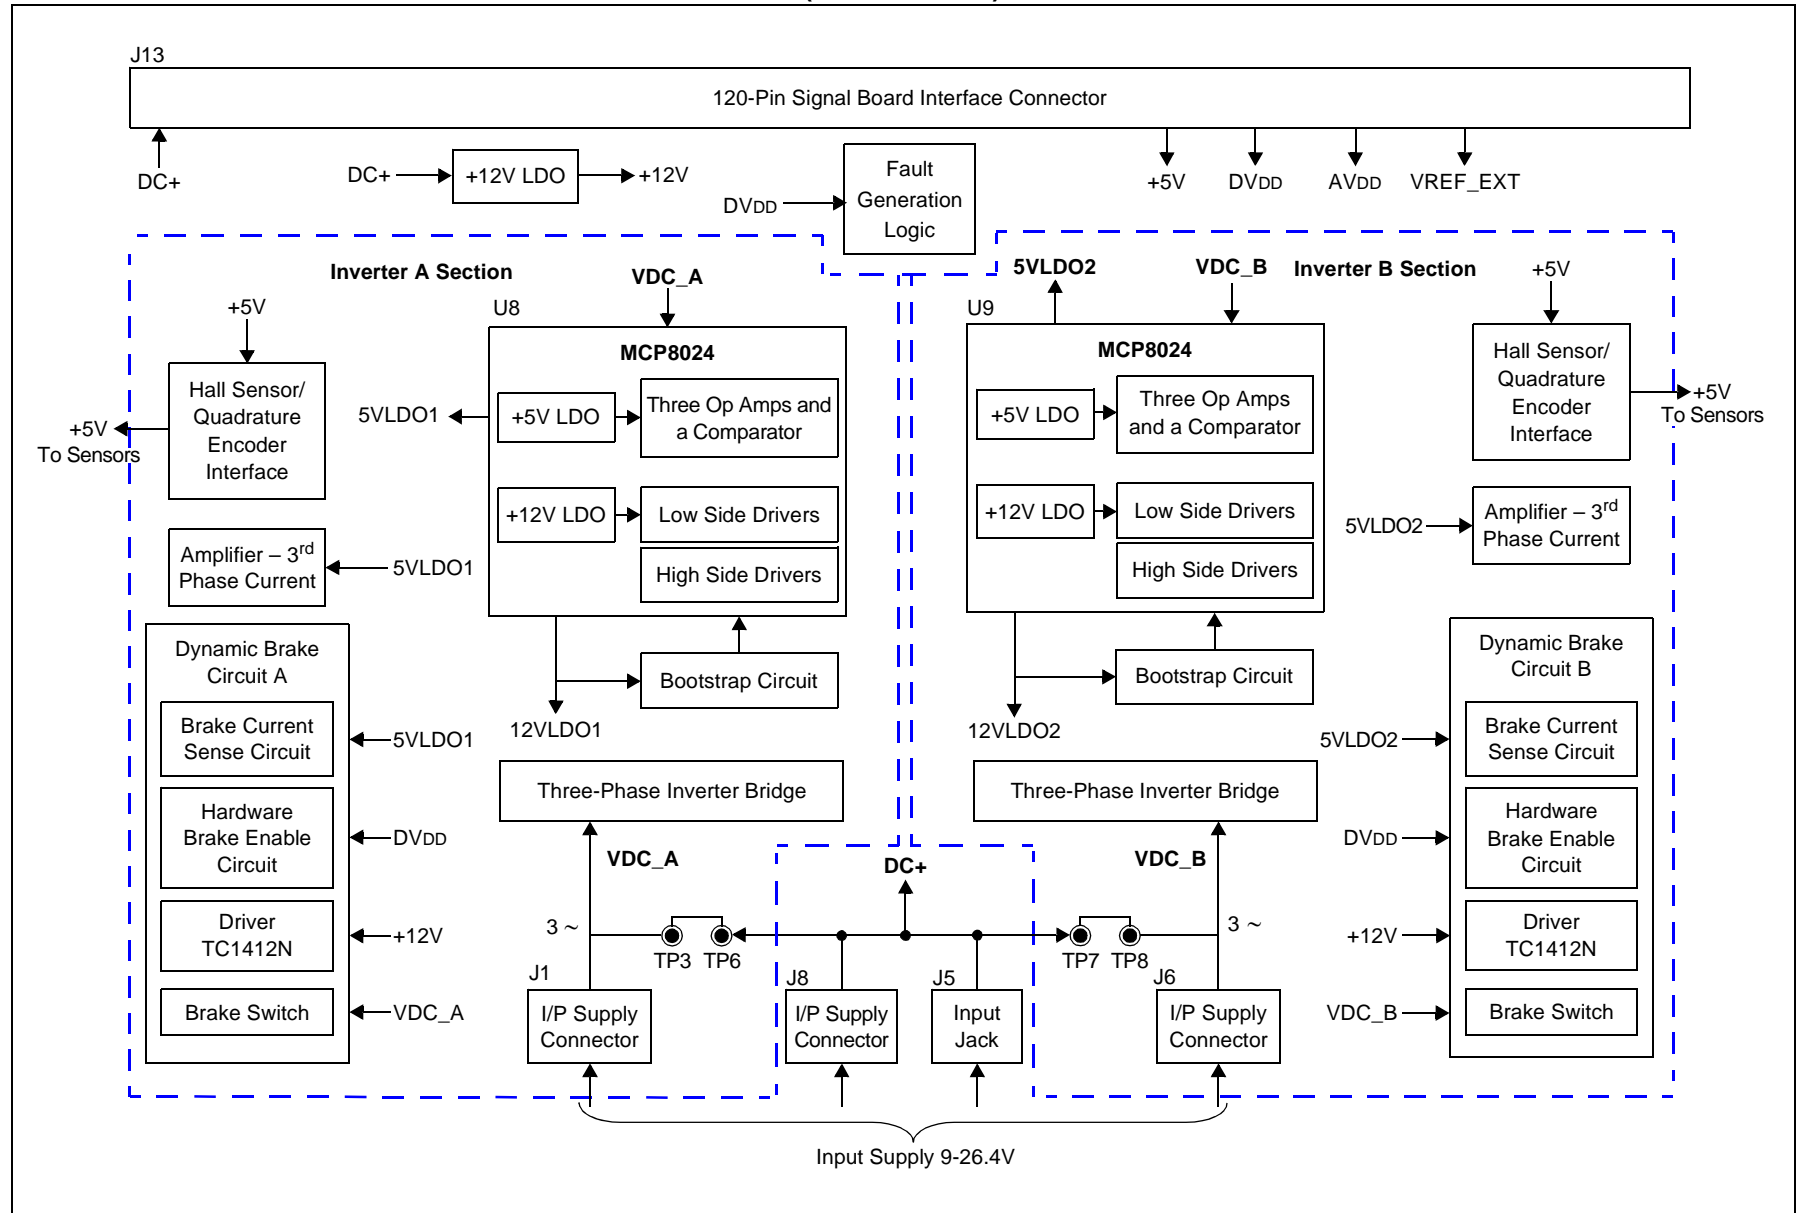 J13
120-Pin Signal Board Interface Connector
DC+
DC+
+12V LDO
+12V
DVDD
Fault
Generation
Logic
+5V
DVDD
AVDD
VREF_EXT
Inverter A Section
VDC_A
U8
+5V
Hall Sensor/
Quadrature
Encoder
Interface
+5V
To Sensors
5VLDO1
MCP8024
+5V LDO
Three Op Amps and
a Comparator
+12V LDO
Low Side Drivers
High Side Drivers
Amplifier – 3rd
Phase Current
5VLDO1
Bootstrap Circuit
12VLDO1
Dynamic Brake
Circuit A
Brake Current
Sense Circuit
5VLDO1
Hardware
Brake Enable
Circuit
DVDD
Driver
TC1412N
+12V
Brake Switch
VDC_A
Three-Phase Inverter Bridge
VDC_A
3 ~
TP3
TP6
J1
I/P Supply
Connector
DC+
J8
I/P Supply
Connector
J5
Input
Jack
5VLDO2
VDC_B
Inverter B Section
U9
+5V
MCP8024
+5V LDO
Three Op Amps
and a Comparator
+12V LDO
Low Side Drivers
High Side Drivers
Hall Sensor/
Quadrature
Encoder
Interface
+5V
To Sensors
5VLDO2
Amplifier – 3rd
Phase Current
Bootstrap Circuit
12VLDO2
Dynamic Brake
Circuit B
5VLDO2
Brake Current
Sense Circuit
DVDD
Hardware
Brake Enable
Circuit
+12V
Driver
TC1412N
VDC_B
Brake Switch
Three-Phase Inverter Bridge
VDC_B
3 ~
TP7
TP8
J6
I/P Supply
Connector
Input Supply 9-26.4V